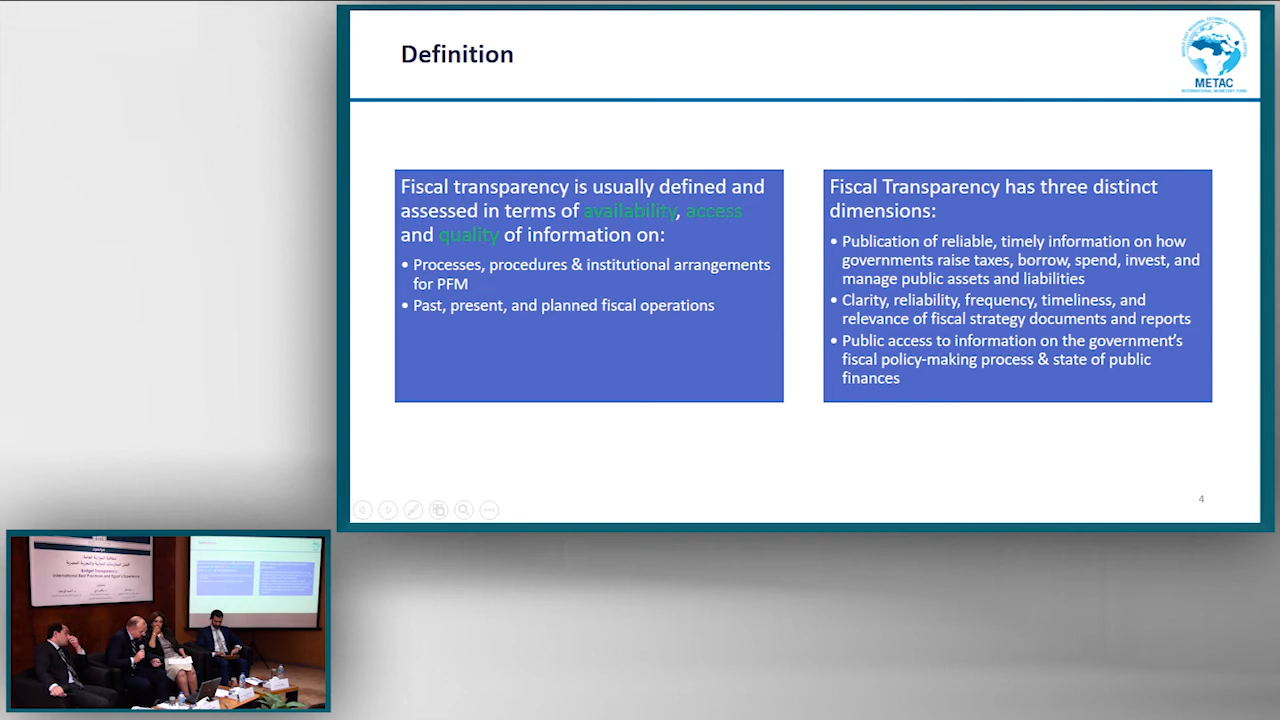 Definition
METAC
INTERNATIONAL MONETARY FUND
Fiscal transparency is usually defined and
assessed in terms of availability, access
and quality of information on:
• Processes, procedures & institutional arrangements
for PFM
• Past, present, and planned fiscal operations
Fiscal Transparency has three distinct
dimensions:
• Publication of reliable, timely information on how
governments raise taxes, borrow, spend, invest, and
manage public assets and liabilities
• Clarity, reliability, frequency, timeliness, and
relevance of fiscal strategy documents and reports
• Public access to information on the government's
fiscal policy-making process & state of public
finances
4
Budget Transparency:
International Best Practices and Egypt's Experience